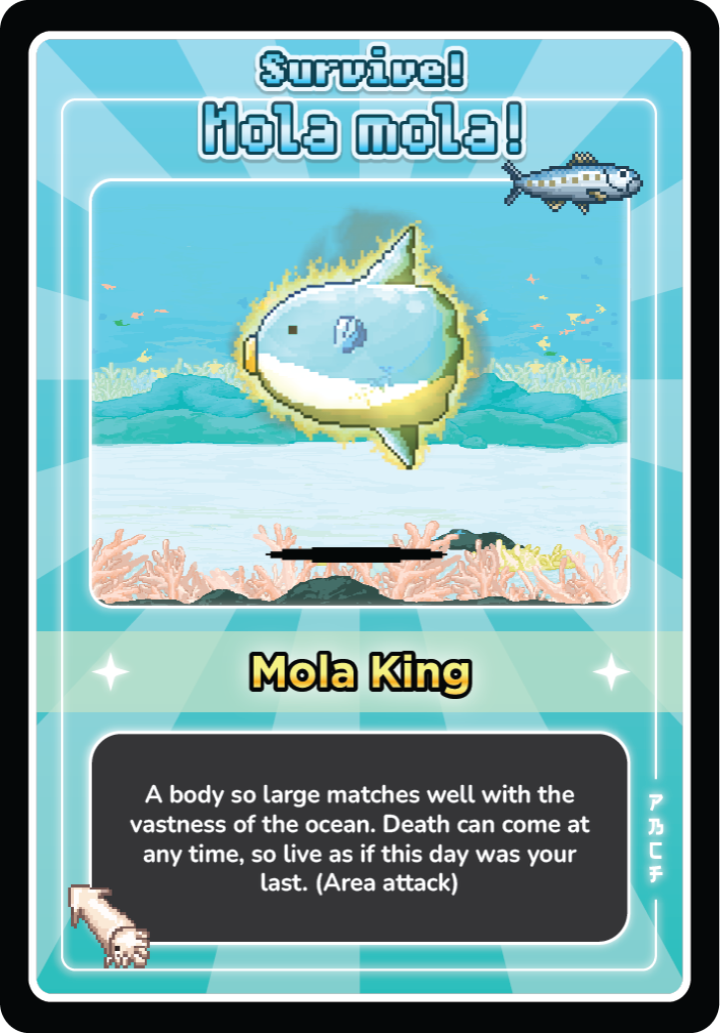 Survive!
Mola mola!
Mola King
A body so large matches well with the
vastness of the ocean. Death can come at
any time, so live as if this day was your
last. (Area attack)
ア乃匚チ